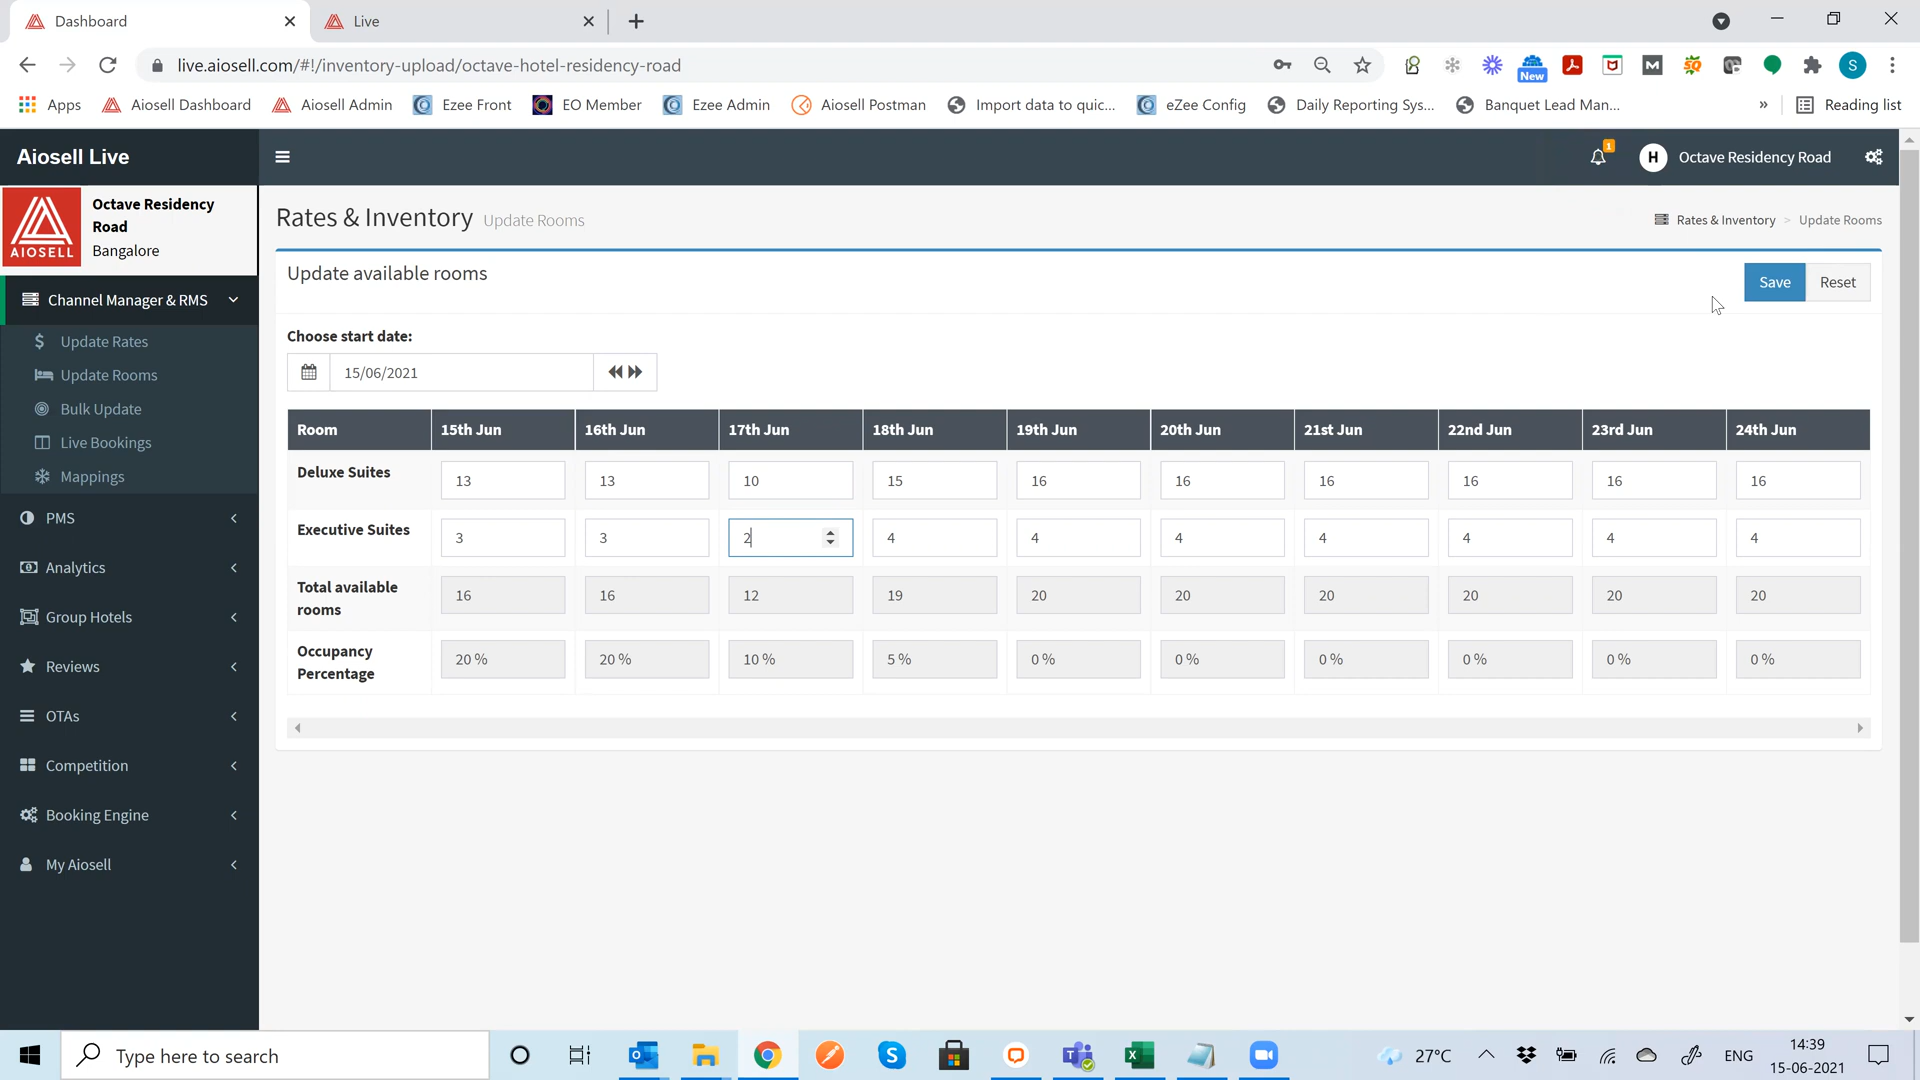 Dashboard
Live
live.aiosell.com/#!/inventory-upload/octave-hotel-residency-road
New
S
Apps
Aiosell Dashboard
Aiosell Admin
Ezee Front
EO Member
Ezee Admin
Aiosell Postman
Import data to quic...
eZee Config
Daily Reporting Sys...
Banquet Lead Man...
»
Reading list
Aiosell Live
1
H
Octave Residency Road
AIOSELL
Octave Residency
Road
Bangalore
Rates & Inventory Update Rooms
Rates & Inventory > Update Rooms
Channel Manager & RMS
Update Rates
Update Rooms
Bulk Update
Live Bookings
Mappings
PMS
Analytics
Group Hotels
Reviews
OTAs
Competition
Booking Engine
My Aiosell
Update available rooms
Save
Reset
Choose start date:
15/06/2021
Room 15th Jun 16th Jun 17th Jun 18th Jun 19th Jun 20th Jun 21st Jun 22nd Jun 23rd Jun 24th Jun
Deluxe Suites 13 13 10 15 16 16 16 16 16 16
Executive Suites 3 3 2 4 4 4 4 4 4 4
Total available
rooms
16 16 12 19 20 20 20 20 20 20
Occupancy
Percentage
20 % 20 % 10 % 5 % 0 % 0 % 0 % 0 % 0 % 0 %
Type here to search
27°C
ENG
14:39
15-06-2021